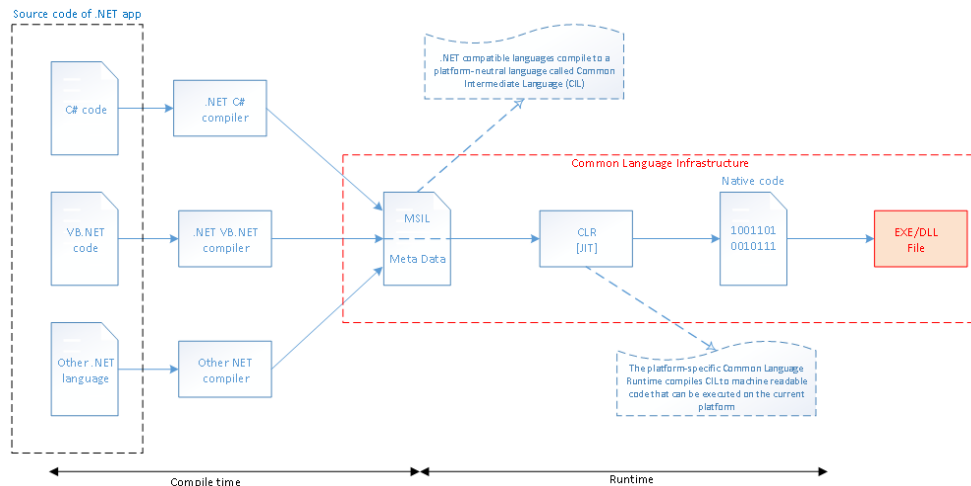 Source code of .NET app
C# code
.NET C#
compiler
.NET compatible languages compile to a
platform-neutral language called Common
Intermediate Language (CIL)
Common Language Infrastructure
VB.NET
code
.NET VB.NET
compiler
MSIL
Meta Data
CLR
[JIT]
Native code
1001101
0010111
EXE/DLL
File
Other .NET
language
Other NET
compiler
The platform-specific Common Language
Runtime compiles CIL to machine readable
code that can be executed on the current
platform
Compile time
Runtime